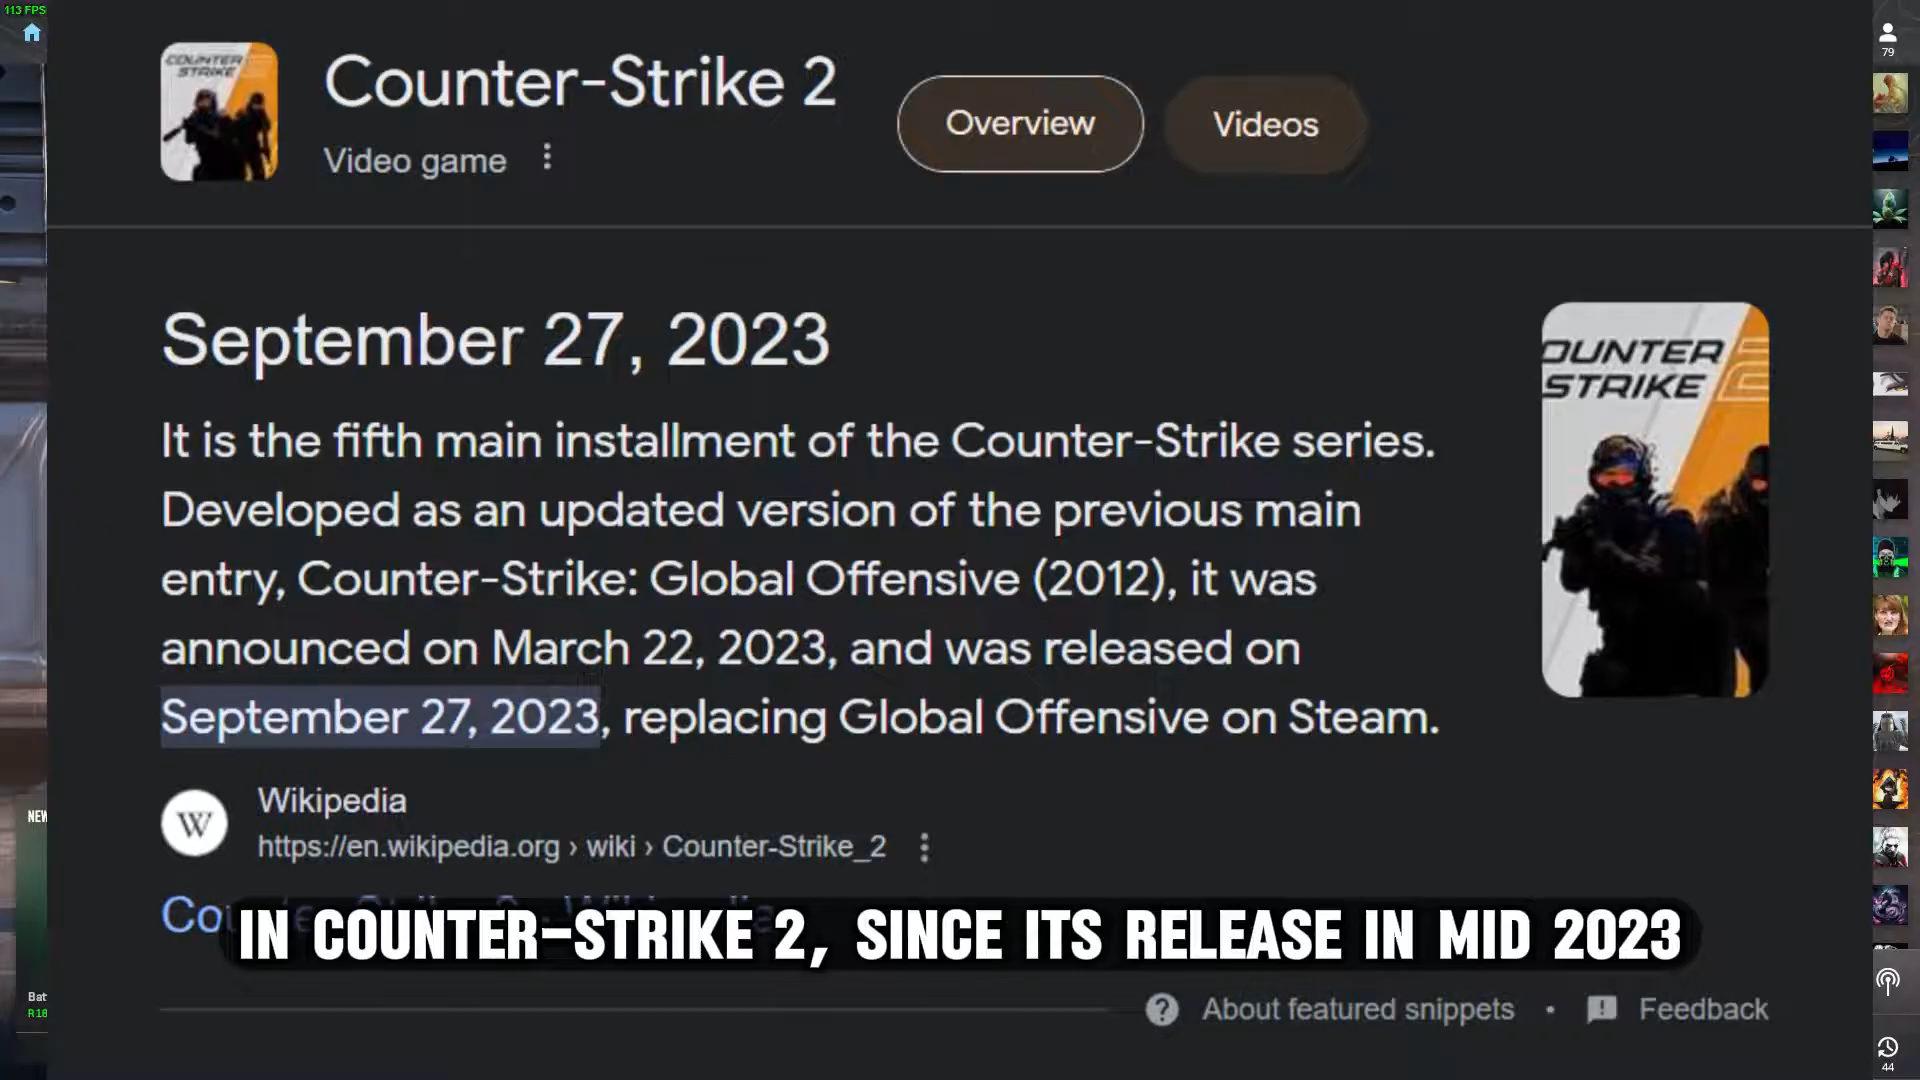 113 FPS
79
COUNTER
STRIKE
Counter-Strike 2
Video game
Overview
Videos
September 27, 2023
It is the fifth main installment of the Counter-Strike series.
Developed as an updated version of the previous main
entry, Counter-Strike: Global Offensive (2012), it was
announced on March 22, 2023, and was released on
September 27, 2023, replacing Global Offensive on Steam.
OUNTER
STRIKE 2
W
Wikipedia
https://en.wikipedia.org › wiki › Counter-Strike_2
NEW
IN COUNTER-STRIKE 2, SINCE ITS RELEASE IN MID 2023
Bat
R18
About featured snippets
Feedback
44